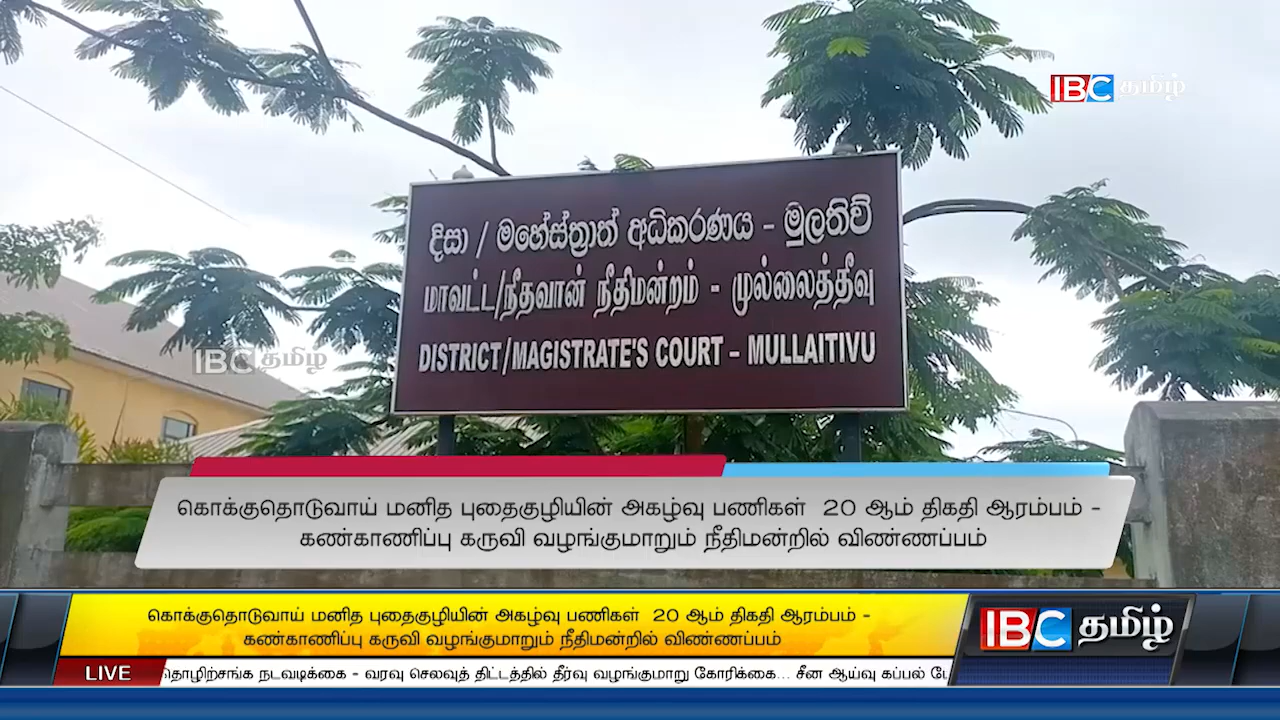 IBC தமிழ்
දිසා / මහේස්ත්‍රාත් අධිකරණය - මුලතිව්
மாவட்ட/நீதவான் நீதிமன்றம் - முல்லைத்தீவு
DISTRICT/MAGISTRATE'S COURT - MULLAITIVU
IBC தமிழ்
கொக்குதொடுவாய் மனித புதைகுழியின் அகழ்வு பணிகள் 20 ஆம் திகதி ஆரம்பம் -
கண்காணிப்பு கருவி வழங்குமாறும் நீதிமன்றில் விண்ணப்பம்
கொக்குதொடுவாய் மனித புதைகுழியின் அகழ்வு பணிகள் 20 ஆம் திகதி ஆரம்பம் -
கண்காணிப்பு கருவி வழங்குமாறும் நீதிமன்றில் விண்ணப்பம்
IBC தமிழ்
LIVE தொழிற்சங்க நடவடிக்கை - வரவு செலவுத் திட்டத்தில் தீர்வு வழங்குமாறு கோரிக்கை... சீன ஆய்வு கப்பல்